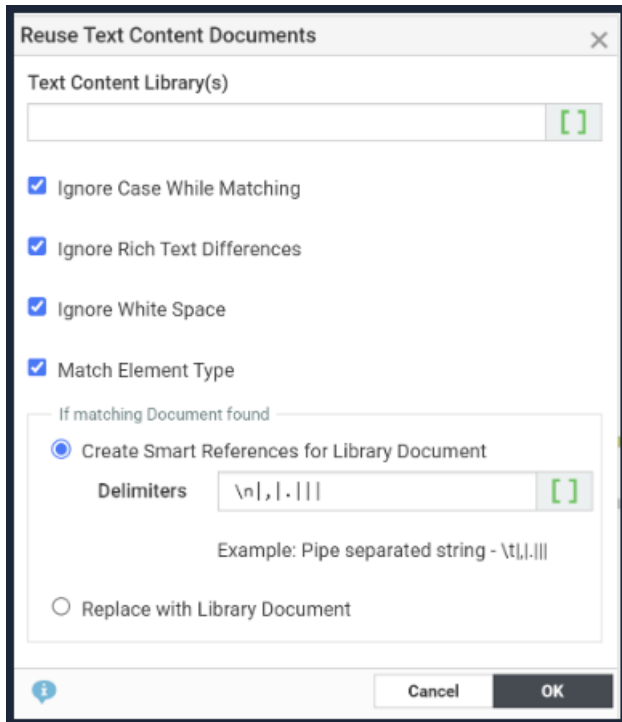 Reuse Text Content Documents
Text Content Library(s)
[ ]
Ignore Case While Matching
Ignore Rich Text Differences
Ignore White Space
Match Element Type
If matching Document found
Create Smart References for Library Document
Delimiters \n|,|.||| [ ]
Example: Pipe separated string - \t|,|.|||
Replace with Library Document
Cancel OK